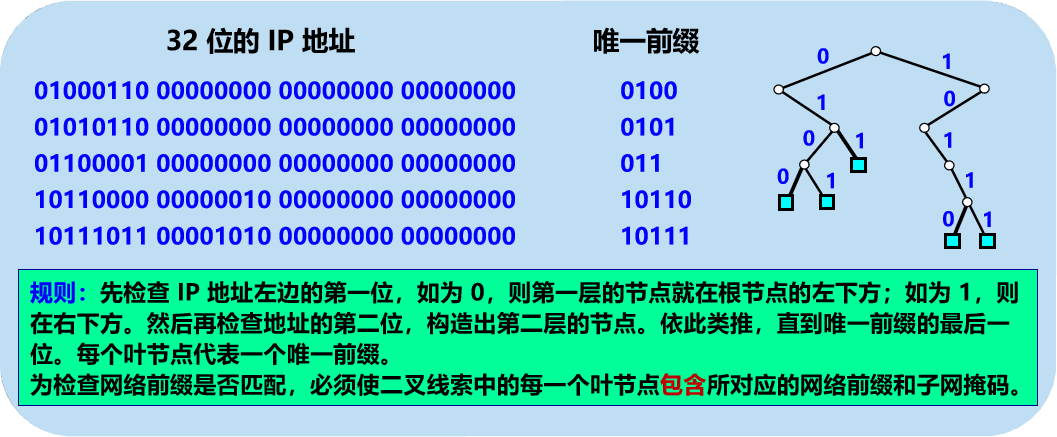 32 位的 IP 地址 唯一前缀
01000110 00000000 00000000 00000000 0100
01010110 00000000 00000000 00000000 0101
01100001 00000000 00000000 00000000 011
10110000 00000010 00000000 00000000 10110
10111011 00001010 00000000 00000000 10111
0 1
1 0
0 1 1
0 1 1
0 1
规则：先检查 IP 地址左边的第一位，如为 0，则第一层的节点就在根节点的左下方；如为 1，则
在右下方。然后再检查地址的第二位，构造出第二层的节点。依此类推，直到唯一前缀的最后一
位。每个叶节点代表一个唯一前缀。
为检查网络前缀是否匹配，必须使二叉线索中的每一个叶节点包含所对应的网络前缀和子网掩码。